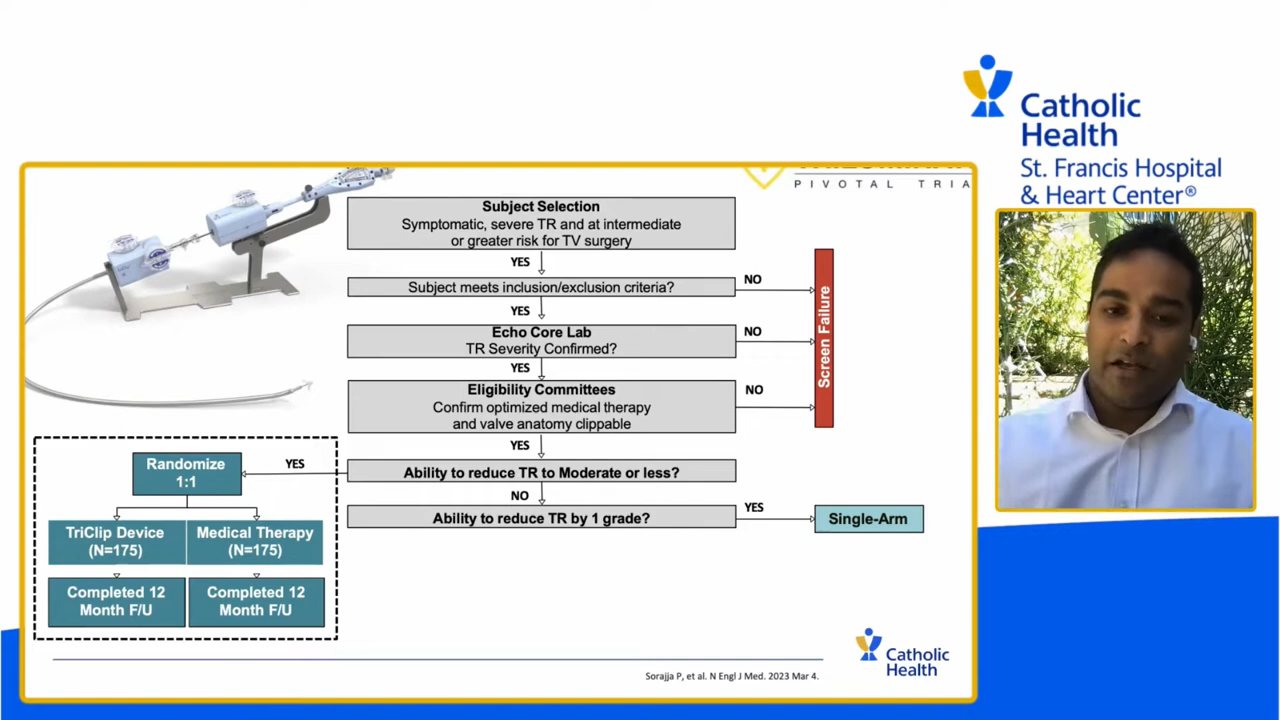 Catholic
Health
St. Francis Hospital
& Heart Center®
PIVOTAL TRIA
Subject Selection
Symptomatic, severe TR and at intermediate
or greater risk for TV surgery
YES
Subject meets inclusion/exclusion criteria?
NO
YES
Echo Core Lab
TR Severity Confirmed?
NO
YES
Eligibility Committees
Confirm optimized medical therapy
and valve anatomy clippable
NO
Screen Failure
YES
Ability to reduce TR to Moderate or less?
YES
Randomize
1:1
NO
Ability to reduce TR by 1 grade?
YES
Single-Arm
TriClip Device
(N=175)
Medical Therapy
(N=175)
Completed 12
Month F/U
Completed 12
Month F/U
Catholic
Health
Sorajja P, et al. N Engl J Med. 2023 Mar 4.